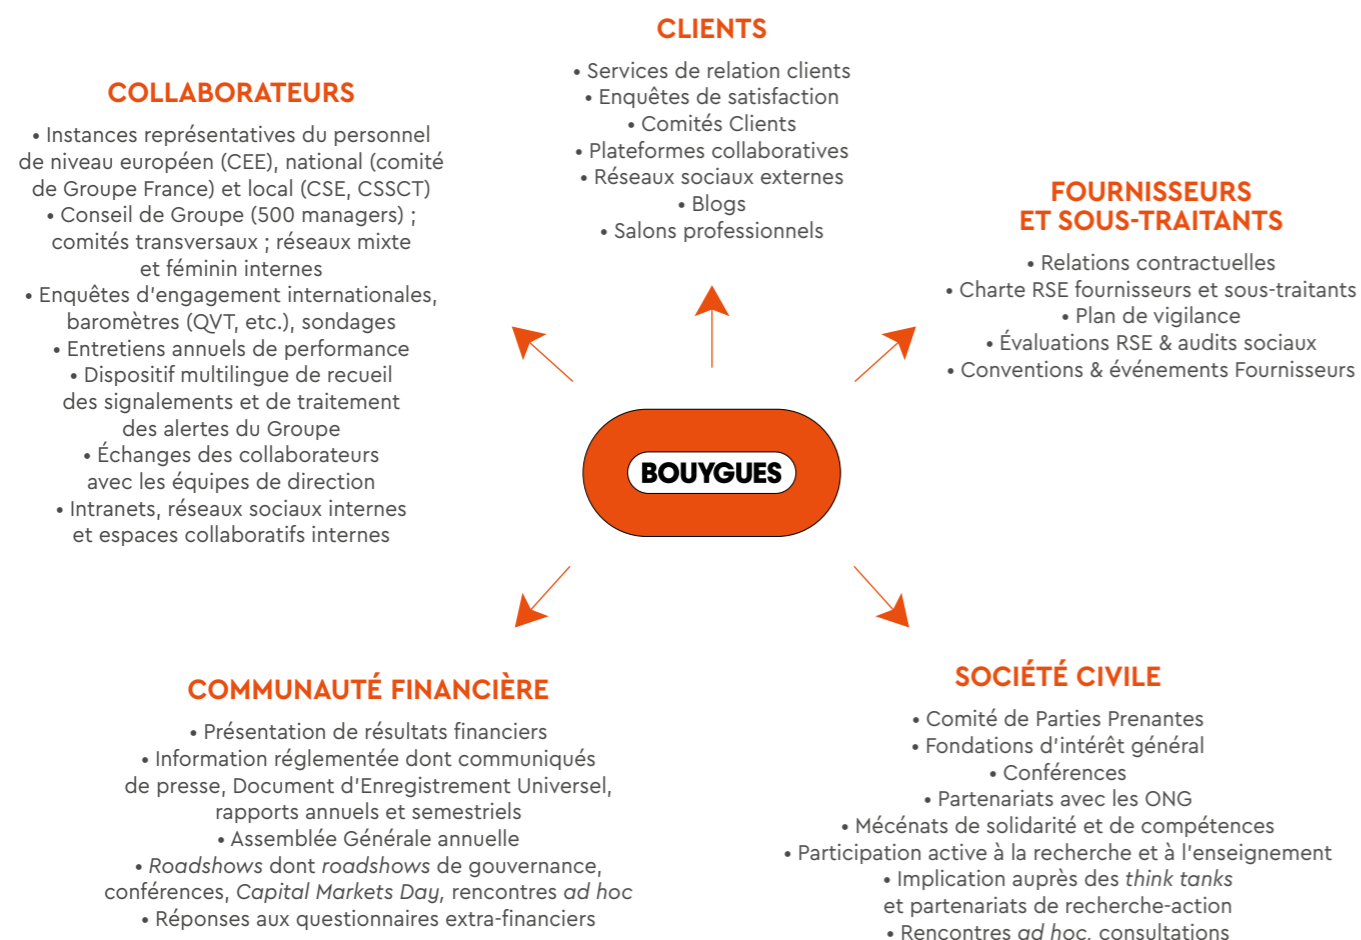 CLIENTS
• Services de relation clients
• Enquêtes de satisfaction
• Comités Clients
• Plateformes collaboratives
• Réseaux sociaux externes
• Blogs
• Salons professionnels
COLLABORATEURS
• Instances représentatives du personnel
de niveau européen (CEE), national (comité
de Groupe France) et local (CSE, CSSCT)
• Conseil de Groupe (500 managers) ;
comités transversaux ; réseaux mixte
et féminin internes
• Enquêtes d'engagement internationales,
baromètres (QVT, etc.), sondages
• Entretiens annuels de performance
• Dispositif multilingue de recueil
des signalements et de traitement
des alertes du Groupe
• Échanges des collaborateurs
avec les équipes de direction
• Intranets, réseaux sociaux internes
et espaces collaboratifs internes
FOURNISSEURS
ET SOUS-TRAITANTS
• Relations contractuelles
• Charte RSE fournisseurs et sous-traitants
• Plan de vigilance
• Évaluations RSE & audits sociaux
• Conventions & événements Fournisseurs
BOUYGUES
COMMUNAUTÉ FINANCIÈRE
• Présentation de résultats financiers
• Information réglementée dont communiqués
de presse, Document d'Enregistrement Universel,
rapports annuels et semestriels
• Assemblée Générale annuelle
• Roadshows dont roadshows de gouvernance,
conférences, Capital Markets Day, rencontres ad hoc
• Réponses aux questionnaires extra-financiers
SOCIÉTÉ CIVILE
• Comité de Parties Prenantes
• Fondations d'intérêt général
• Conférences
• Partenariats avec les ONG
• Mécénats de solidarité et de compétences
• Participation active à la recherche et à l'enseignement
• Implication auprès des think tanks
et partenariats de recherche-action
• Rencontres ad hoc, consultations